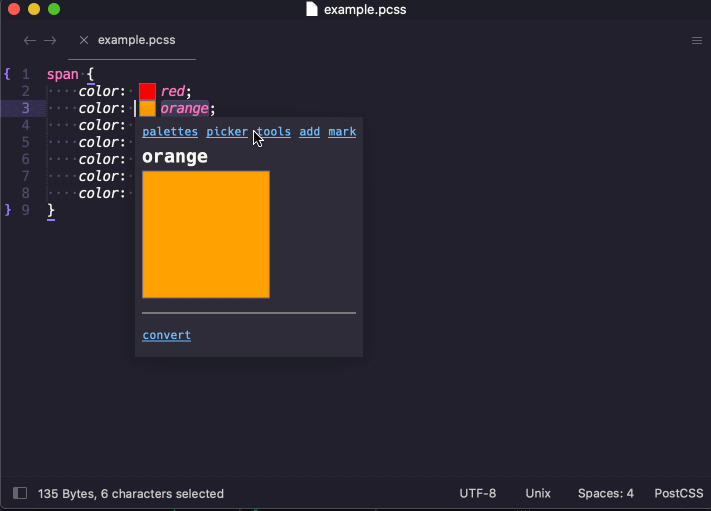 example.pcss
example.pcss
{ 1 span {
2 color: red;
3 color: orange;
4 color:
5 color:
6 color:
7 color:
8 color:
} 9 }
palettes picker tools add mark
orange
convert
135 Bytes, 6 characters selected UTF-8 Unix Spaces: 4 PostCSS